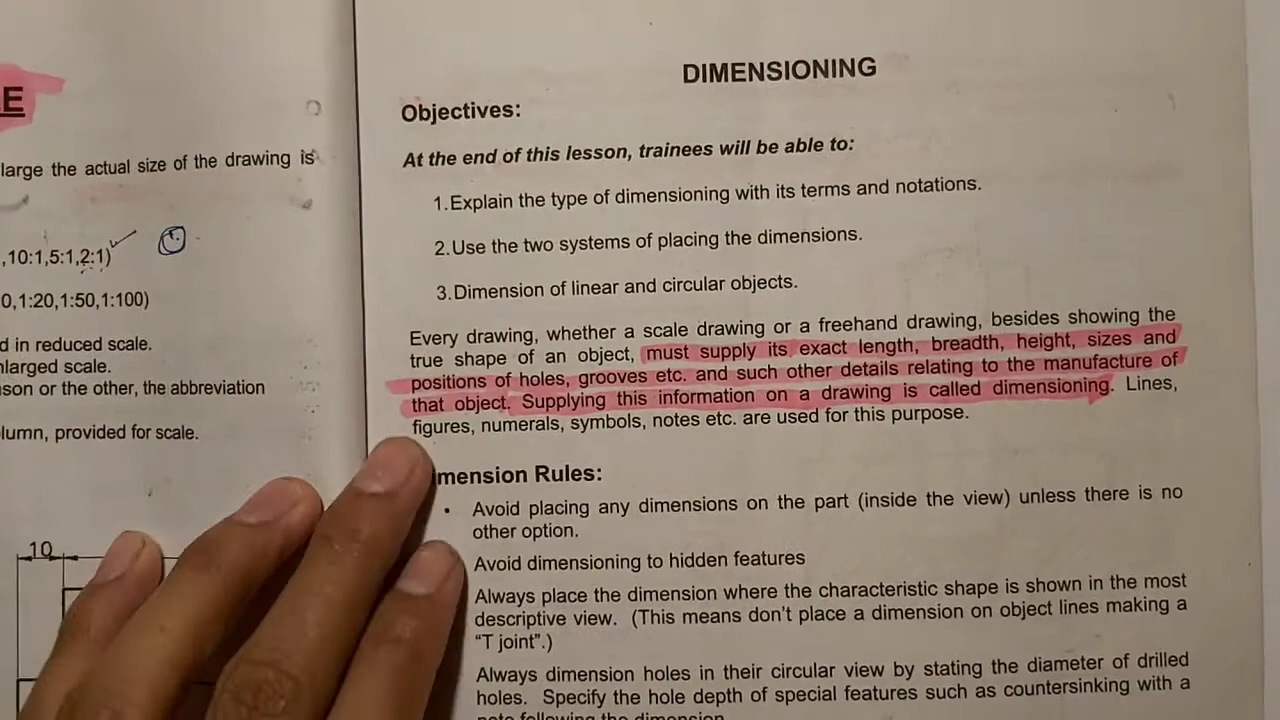 E
large the actual size of the drawing is
,10:1,5:1,2:1)
0,1:20,1:50,1:100)
d in reduced scale.
nlarged scale.
son or the other, the abbreviation
lumn, provided for scale.
10
DIMENSIONING
Objectives:
At the end of this lesson, trainees will be able to:
1.Explain the type of dimensioning with its terms and notations.
2.Use the two systems of placing the dimensions.
3.Dimension of linear and circular objects.
Every drawing, whether a scale drawing or a freehand drawing, besides showing the
true shape of an object, must supply its exact length, breadth, height, sizes and
positions of holes, grooves etc. and such other details relating to the manufacture of
that object. Supplying this information on a drawing is called dimensioning. Lines,
figures, numerals, symbols, notes etc. are used for this purpose.
mension Rules:
• Avoid placing any dimensions on the part (inside the view) unless there is no
other option.
Avoid dimensioning to hidden features
Always place the dimension where the characteristic shape is shown in the most
descriptive view. (This means don't place a dimension on object lines making a
"T joint".)
Always dimension holes in their circular view by stating the diameter of drilled
holes. Specify the hole depth of special features such as countersinking with a
note following the dimension.